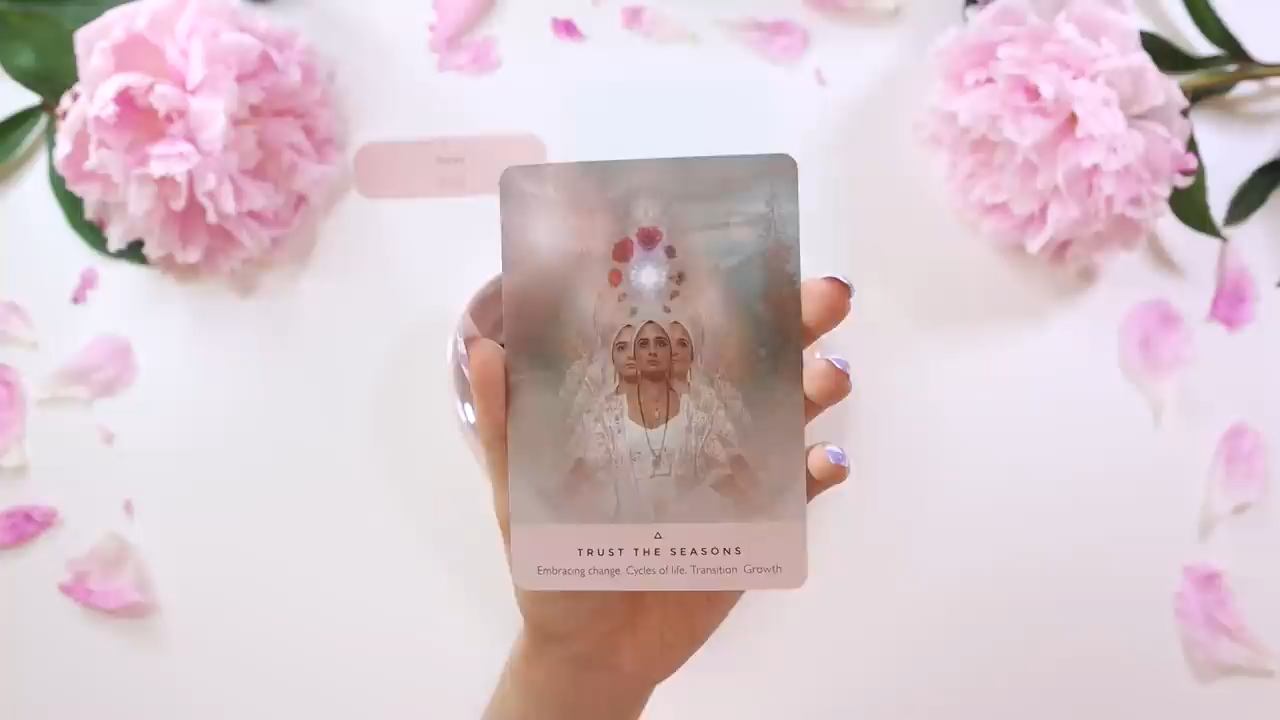 TRUST THE SEASONS
Embracing change. Cycles of life. Transition. Growth